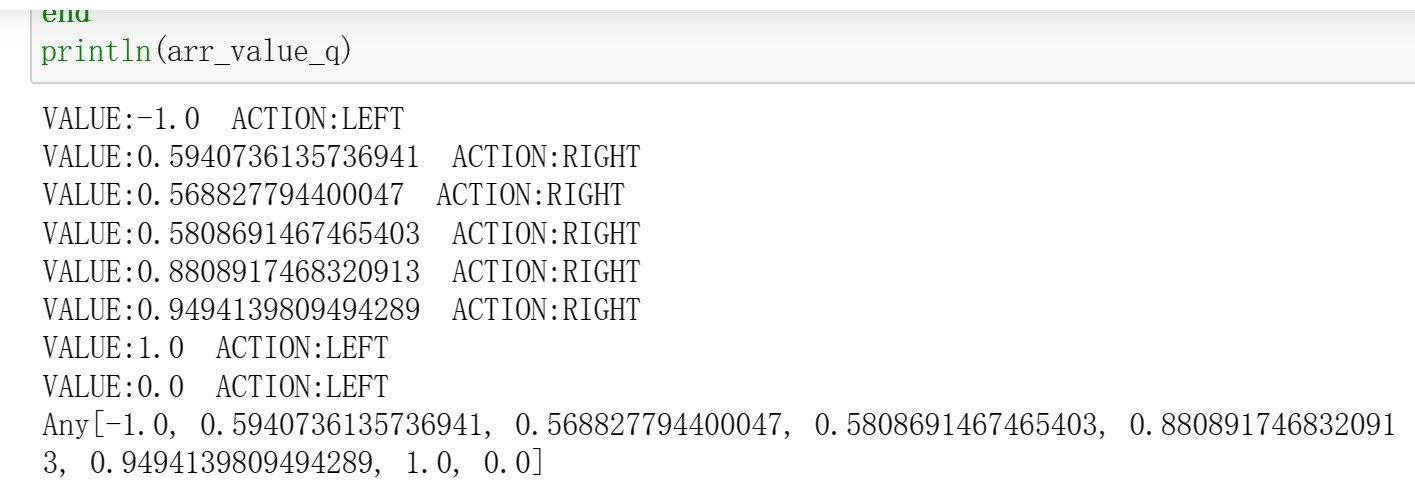 end
println(arr_value_q)
VALUE:-1.0  ACTION:LEFT
VALUE:0.5940736135736941  ACTION:RIGHT
VALUE:0.568827794400047  ACTION:RIGHT
VALUE:0.5808691467465403  ACTION:RIGHT
VALUE:0.8808917468320913  ACTION:RIGHT
VALUE:0.9494139809494289  ACTION:RIGHT
VALUE:1.0  ACTION:LEFT
VALUE:0.0  ACTION:LEFT
Any[-1.0, 0.5940736135736941, 0.568827794400047, 0.5808691467465403, 0.880891746832091
3, 0.9494139809494289, 1.0, 0.0]